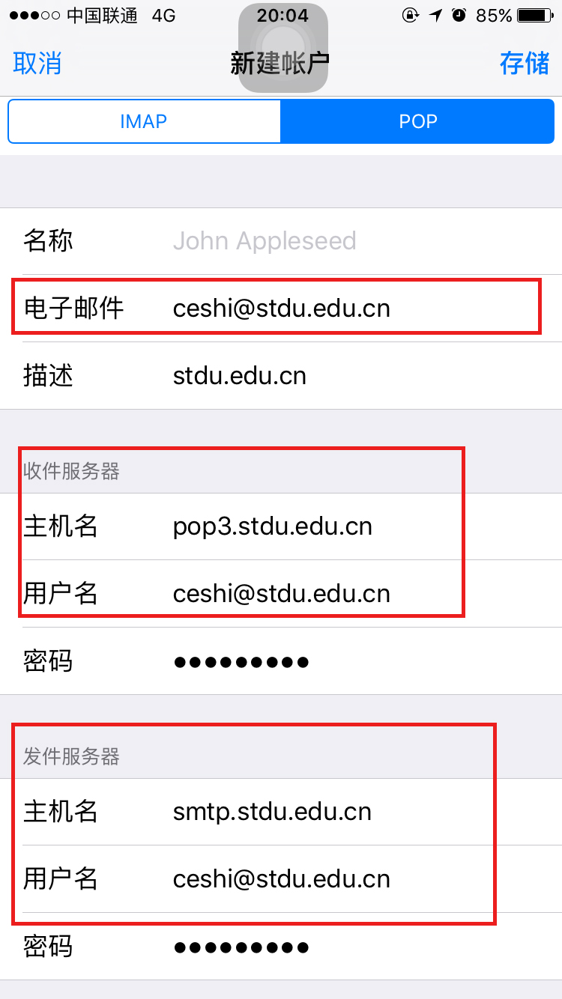 中国联通 4G 20:04 85%
取消 新建帐户 存储
IMAP POP
名称 John Appleseed
电子邮件 ceshi@stdu.edu.cn
描述 stdu.edu.cn
收件服务器
主机名 pop3.stdu.edu.cn
用户名 ceshi@stdu.edu.cn
密码 ●●●●●●●●●
发件服务器
主机名 smtp.stdu.edu.cn
用户名 ceshi@stdu.edu.cn
密码 ●●●●●●●●●